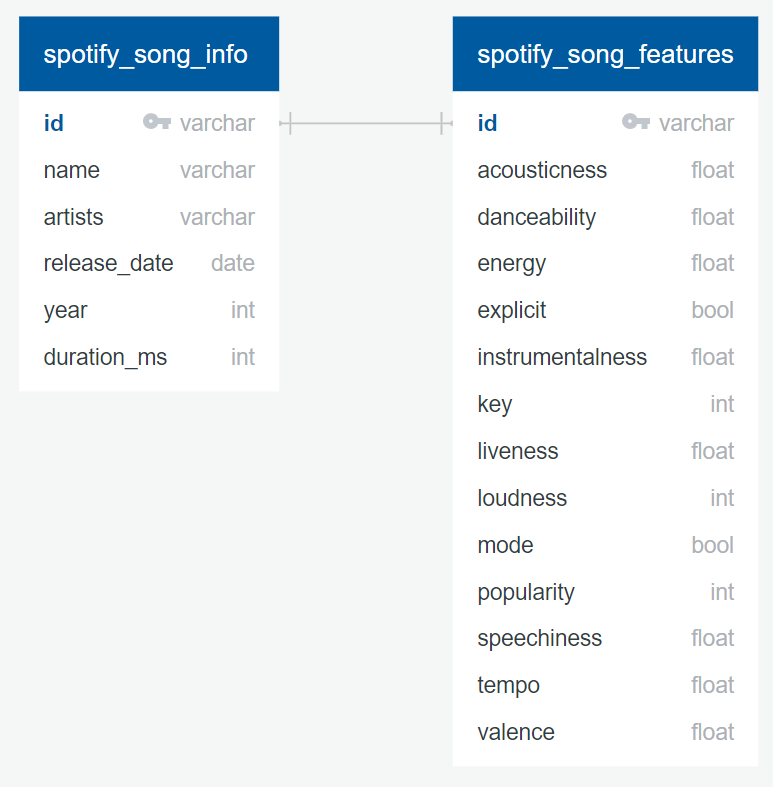 spotify_song_info
id varchar
name varchar
artists varchar
release_date date
year int
duration_ms int
spotify_song_features
id varchar
acousticness float
danceability float
energy float
explicit bool
instrumentalness float
key int
liveness float
loudness int
mode bool
popularity int
speechiness float
tempo float
valence float